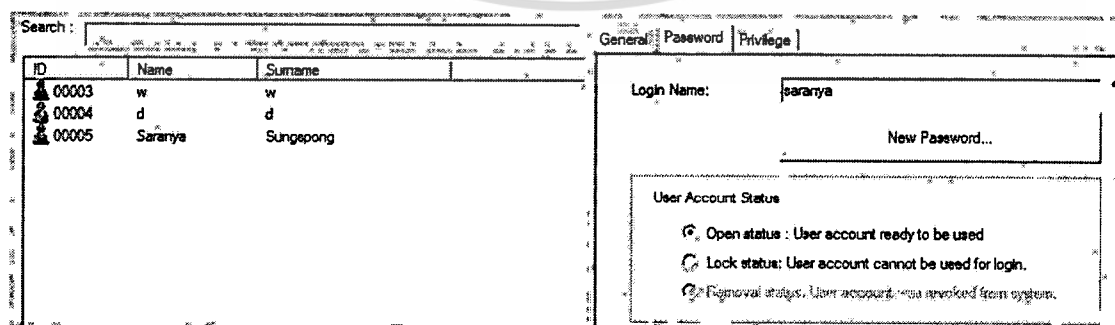 Search :
ID Name Surname
00003 w w
00004 d d
00005 Saranya Sungspong
General Password Privilege
Login Name: saranya
New Password...
User Account Status
Open status : User account ready to be used
Lock status: User account cannot be used for login.
Removal status. User account was revoked from system.